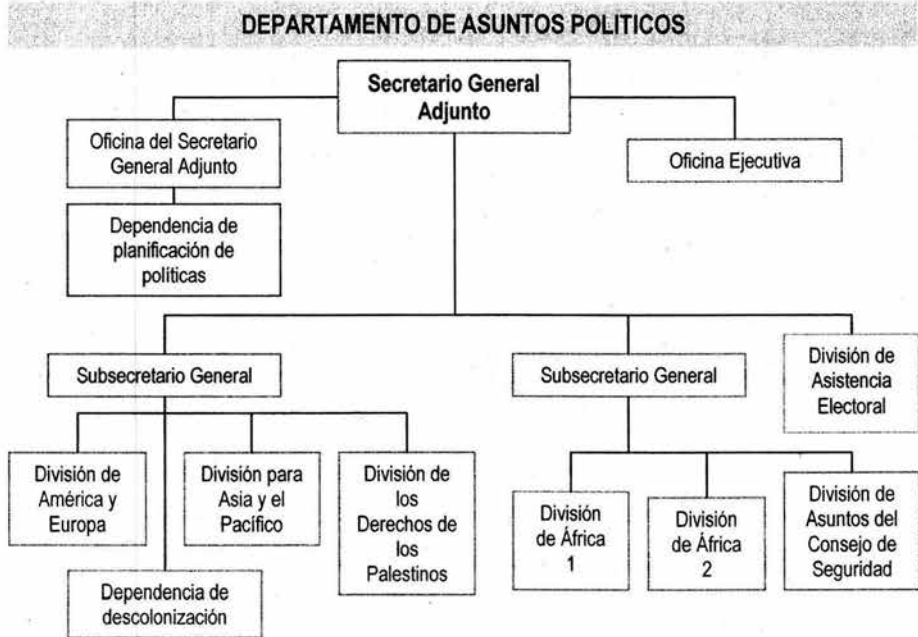 DEPARTAMENTO DE ASUNTOS POLITICOS
Secretario General
Adjunto
Oficina del Secretario
General Adjunto
Oficina Ejecutiva
Dependencia de
planificación de
políticas
Subsecretario General
Subsecretario General
División de
Asistencia
Electoral
División de
América y
Europa
División para
Asia y el
Pacífico
División de
los
Derechos de
los
Palestinos
División
de África
1
División
de África
2
División de
Asuntos del
Consejo de
Seguridad
Dependencia de
descolonización